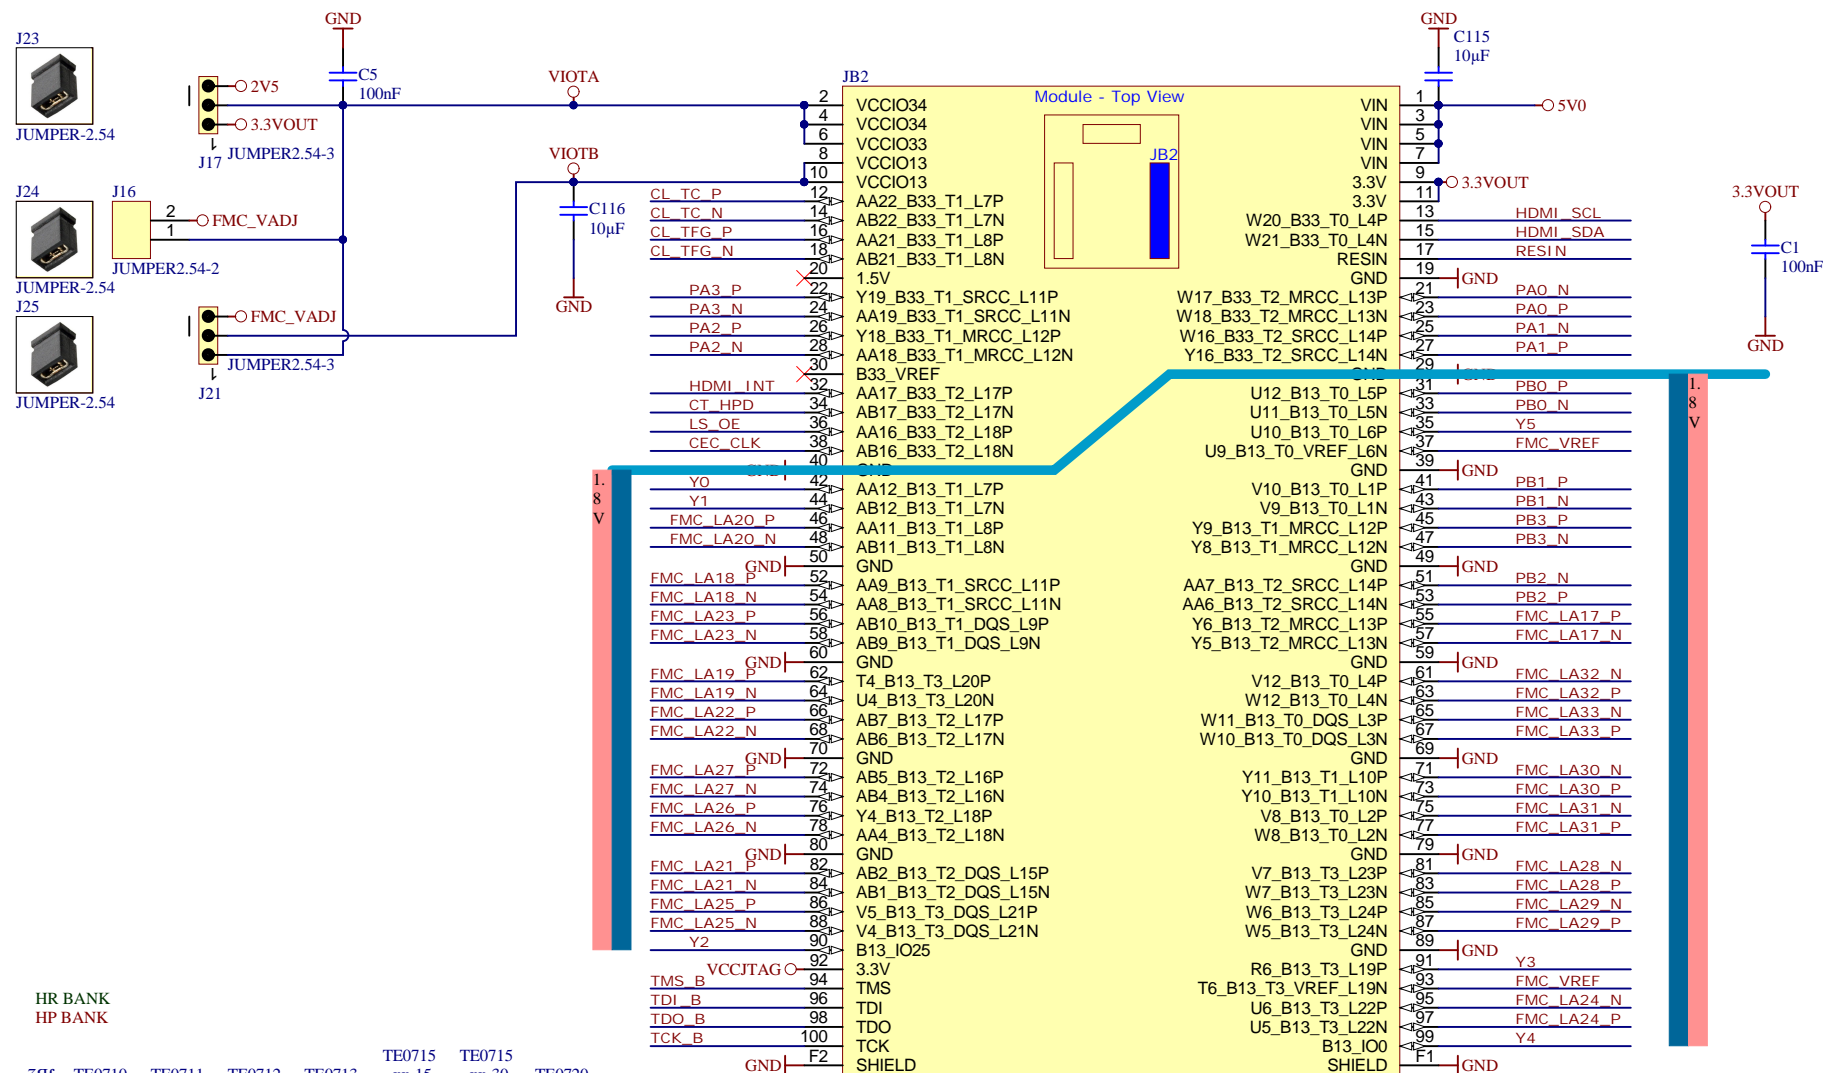 J23
JUMPER-2.54
2V5
3.3VOUT
J17
JUMPER2.54-3
GND
C5
100nF
VIOTA
VIOTB
C116
10µF
GND
J24
JUMPER-2.54
J16
2
1
FMC_VADJ
JUMPER2.54-2
J25
JUMPER-2.54
FMC_VADJ
JUMPER2.54-3
J21
JB2
Module - Top View
JB2
GND
C115
10µF
5V0
3.3VOUT
3.3VOUT
C1
100nF
GND
2 VCCIO34 VIN 1
4 VCCIO34 VIN 3
6 VCCIO33 VIN 5
8 VCCIO13 VIN 7
10 VCCIO13 3.3V 9
CL_TC_P 12 AA22_B33_T1_L7P 3.3V 11
CL_TC_N 14 AB22_B33_T1_L7N W20_B33_T0_L4P 13 HDMI_SCL
CL_TFG_P 16 AA21_B33_T1_L8P W21_B33_T0_L4N 15 HDMI_SDA
CL_TFG_N 18 AB21_B33_T1_L8N RESIN 17 RESIN
20 1.5V GND 19 GND
PA3_P 22 Y19_B33_T1_SRCC_L11P W17_B33_T2_MRCC_L13P 21 PA0_N
PA3_N 24 AA19_B33_T1_SRCC_L11N W18_B33_T2_MRCC_L13N 23 PA0_P
PA2_P 26 Y18_B33_T1_MRCC_L12P W16_B33_T2_SRCC_L14P 25 PA1_N
PA2_N 28 AA18_B33_T1_MRCC_L12N Y16_B33_T2_SRCC_L14N 27 PA1_P
30 B33_VREF GND 29 GND
HDMI_INT 32 AA17_B33_T2_L17P U12_B13_T0_L5P 31 PB0_P
CT_HPD 34 AB17_B33_T2_L17N U11_B13_T0_L5N 33 PB0_N
LS_OE 36 AA16_B33_T2_L18P U10_B13_T0_L6P 35 Y5
CEC_CLK 38 AB16_B33_T2_L18N U9_B13_T0_VREF_L6N 37 FMC_VREF
GND 40 GND GND 39 GND
Y0 42 AA12_B13_T1_L7P V10_B13_T0_L1P 41 PB1_P
Y1 44 AB12_B13_T1_L7N V9_B13_T0_L1N 43 PB1_N
FMC_LA20_P 46 AA11_B13_T1_L8P Y9_B13_T1_MRCC_L12P 45 PB3_P
FMC_LA20_N 48 AB11_B13_T1_L8N Y8_B13_T1_MRCC_L12N 47 PB3_N
GND 50 GND GND 49 GND
FMC_LA18_P 52 AA9_B13_T1_SRCC_L11P AA7_B13_T2_SRCC_L14P 51 PB2_N
FMC_LA18_N 54 AA8_B13_T1_SRCC_L11N AA6_B13_T2_SRCC_L14N 53 PB2_P
FMC_LA23_P 56 AB10_B13_T1_DQS_L9P Y6_B13_T2_MRCC_L13P 55 FMC_LA17_P
FMC_LA23_N 58 AB9_B13_T1_DQS_L9N Y5_B13_T2_MRCC_L13N 57 FMC_LA17_N
GND 60 GND GND 59 GND
FMC_LA19_P 62 T4_B13_T3_L20P V12_B13_T0_L4P 61 FMC_LA32_N
FMC_LA19_N 64 U4_B13_T3_L20N W12_B13_T0_L4N 63 FMC_LA32_P
FMC_LA22_P 66 AB7_B13_T2_L17P W11_B13_T0_DQS_L3P 65 FMC_LA33_N
FMC_LA22_N 68 AB6_B13_T2_L17N W10_B13_T0_DQS_L3N 67 FMC_LA33_P
GND 70 GND GND 69 GND
FMC_LA27_P 72 AB5_B13_T2_L16P Y11_B13_T1_L10P 71 FMC_LA30_N
FMC_LA27_N 74 AB4_B13_T2_L16N Y10_B13_T1_L10N 73 FMC_LA30_P
FMC_LA26_P 76 Y4_B13_T2_L18P V8_B13_T0_L2P 75 FMC_LA31_N
FMC_LA26_N 78 AA4_B13_T2_L18N W8_B13_T0_L2N 77 FMC_LA31_P
GND 80 GND GND 79 GND
FMC_LA21_P 82 AB2_B13_T2_DQS_L15P V7_B13_T3_L23P 81 FMC_LA28_N
FMC_LA21_N 84 AB1_B13_T2_DQS_L15N W7_B13_T3_L23N 83 FMC_LA28_P
FMC_LA25_P 86 V5_B13_T3_DQS_L21P W6_B13_T3_L24P 85 FMC_LA29_N
FMC_LA25_N 88 V4_B13_T3_DQS_L21N W5_B13_T3_L24N 87 FMC_LA29_P
Y2 90 B13_IO25 GND 89 GND
VCCJTAG 92 3.3V R6_B13_T3_L19P 91 Y3
TMS_B 94 TMS T6_B13_T3_VREF_L19N 93 FMC_VREF
TDI_B 96 TDI U6_B13_T3_L22P 95 FMC_LA24_N
TDO_B 98 TDO U5_B13_T3_L22N 97 FMC_LA24_P
TCK_B 100 TCK B13_IO0 99 Y4
GND F2 SHIELD SHIELD F1 GND
1.
8
V
1.
8
V
HR BANK
HP BANK
TE0715 TE0715
TE0710 TE0711 TE0712 TE0713 TE0720